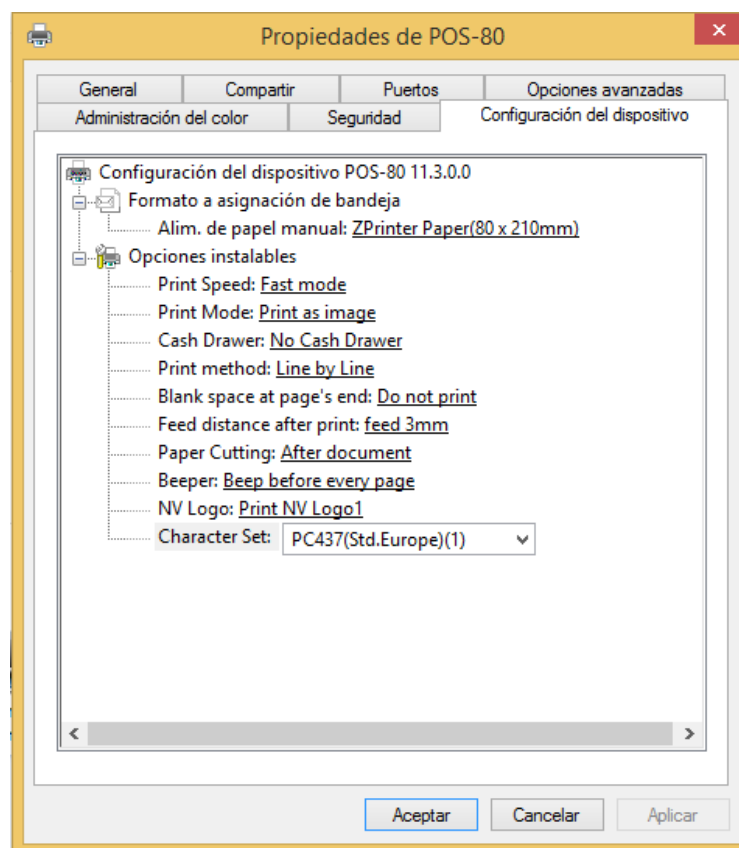 Propiedades de POS-80
General Compartir Puertos Opciones avanzadas
Administración del color Seguridad Configuración del dispositivo
Configuración del dispositivo POS-80 11.3.0.0
Formato a asignación de bandeja
Alim. de papel manual: ZPrinter Paper(80 x 210mm)
Opciones instalables
Print Speed: Fast mode
Print Mode: Print as image
Cash Drawer: No Cash Drawer
Print method: Line by Line
Blank space at page's end: Do not print
Feed distance after print: feed 3mm
Paper Cutting: After document
Beeper: Beep before every page
NV Logo: Print NV Logo1
Character Set: PC437(Std.Europe)(1)
Aceptar Cancelar Aplicar